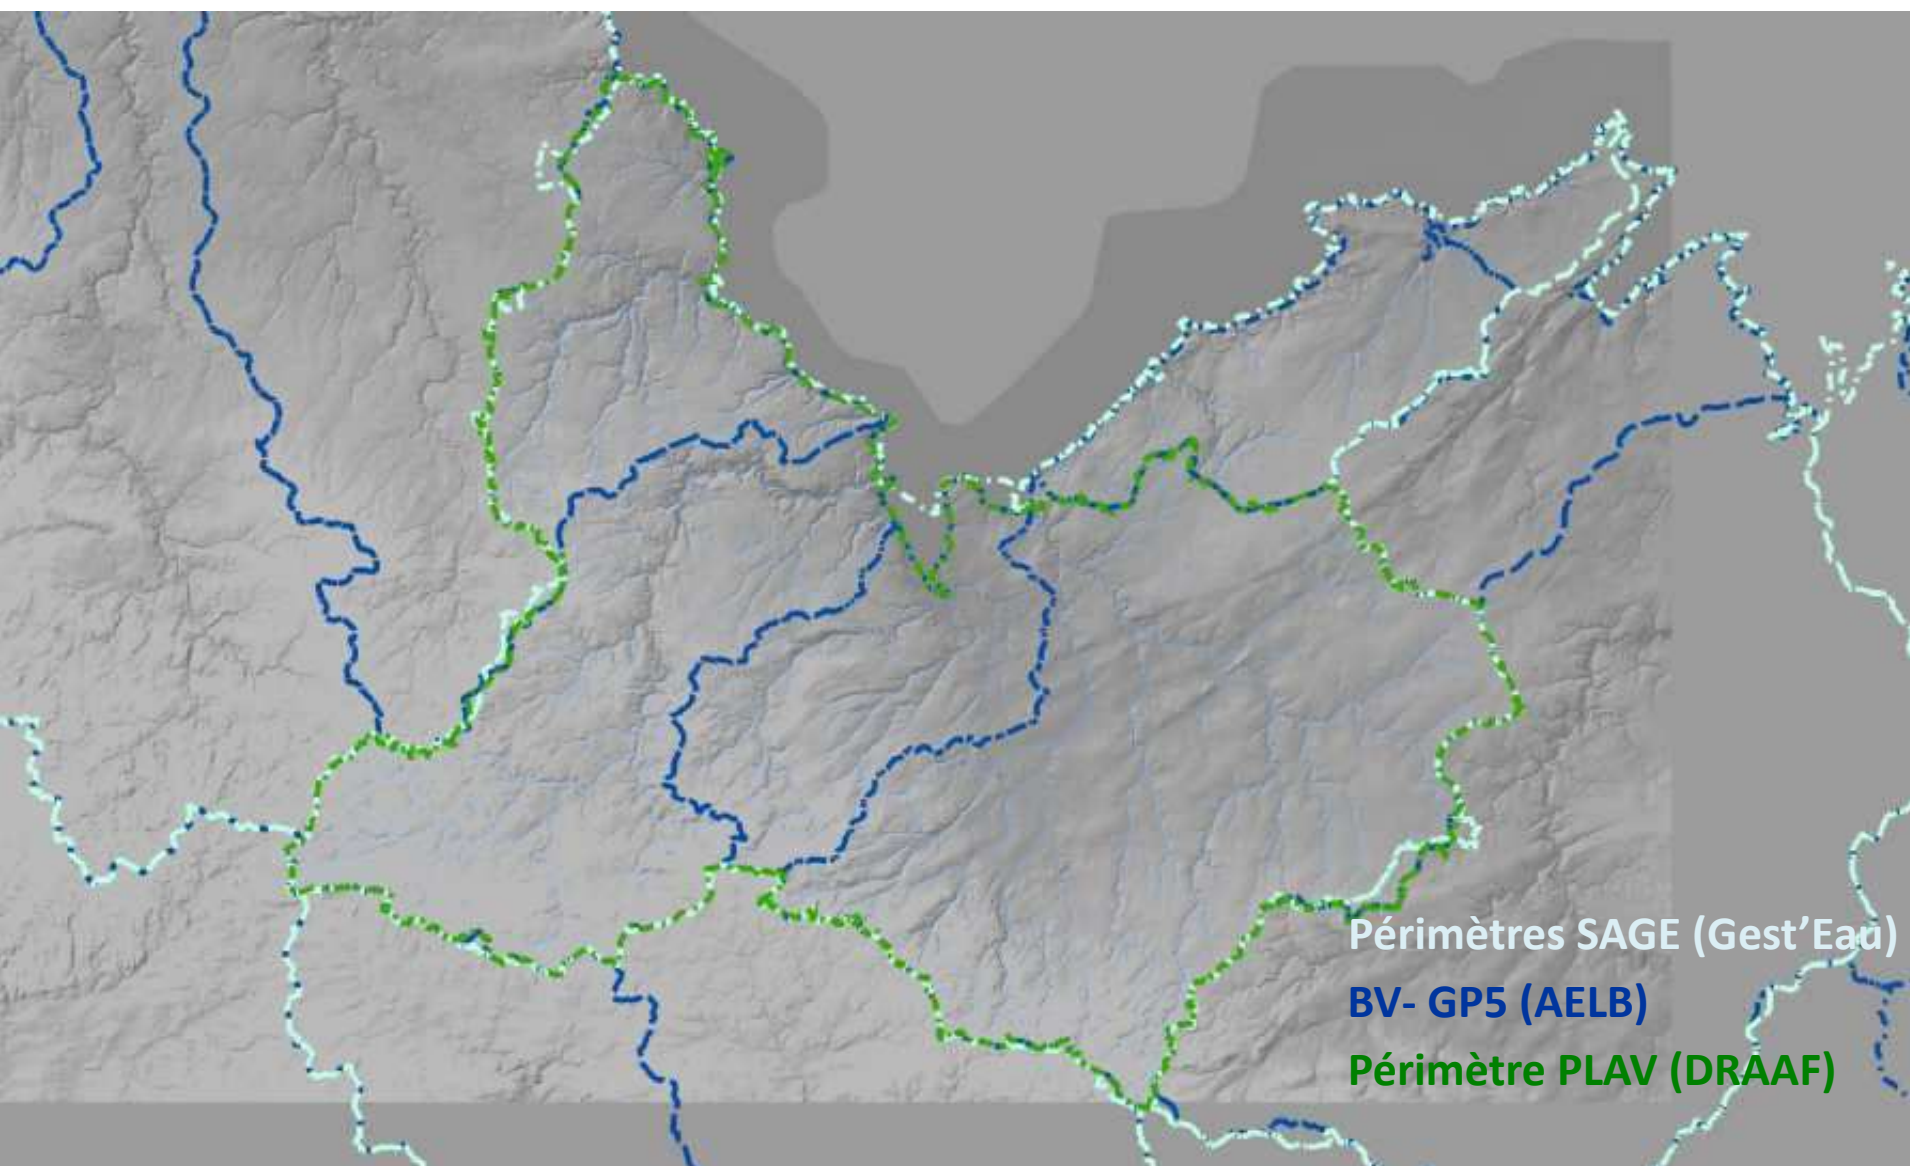 Périmètres SAGE (Gest’Eau)
BV- GP5 (AELB)
Périmètre PLAV (DRAAF)